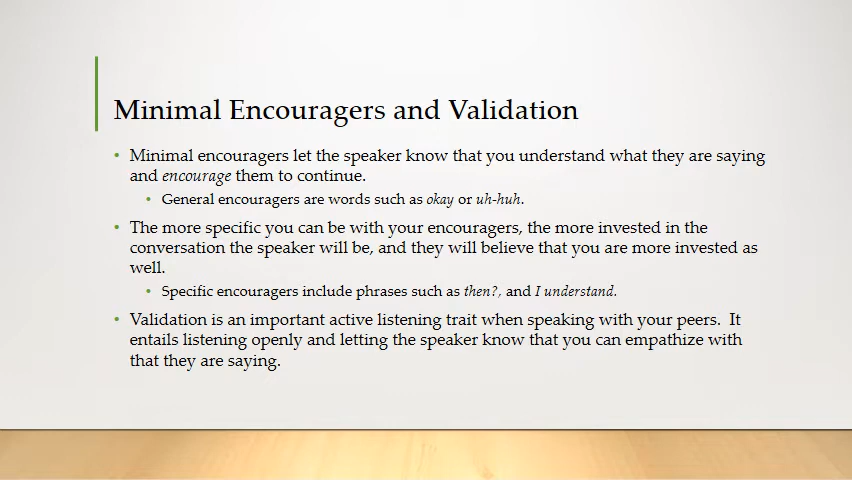 Minimal Encouragers and Validation
• Minimal encouragers let the speaker know that you understand what they are saying
and encourage them to continue.
• General encouragers are words such as okay or uh-huh.
• The more specific you can be with your encouragers, the more invested in the
conversation the speaker will be, and they will believe that you are more invested as
well.
• Specific encouragers include phrases such as then?, and I understand.
• Validation is an important active listening trait when speaking with your peers.  It
entails listening openly and letting the speaker know that you can empathize with
that they are saying.